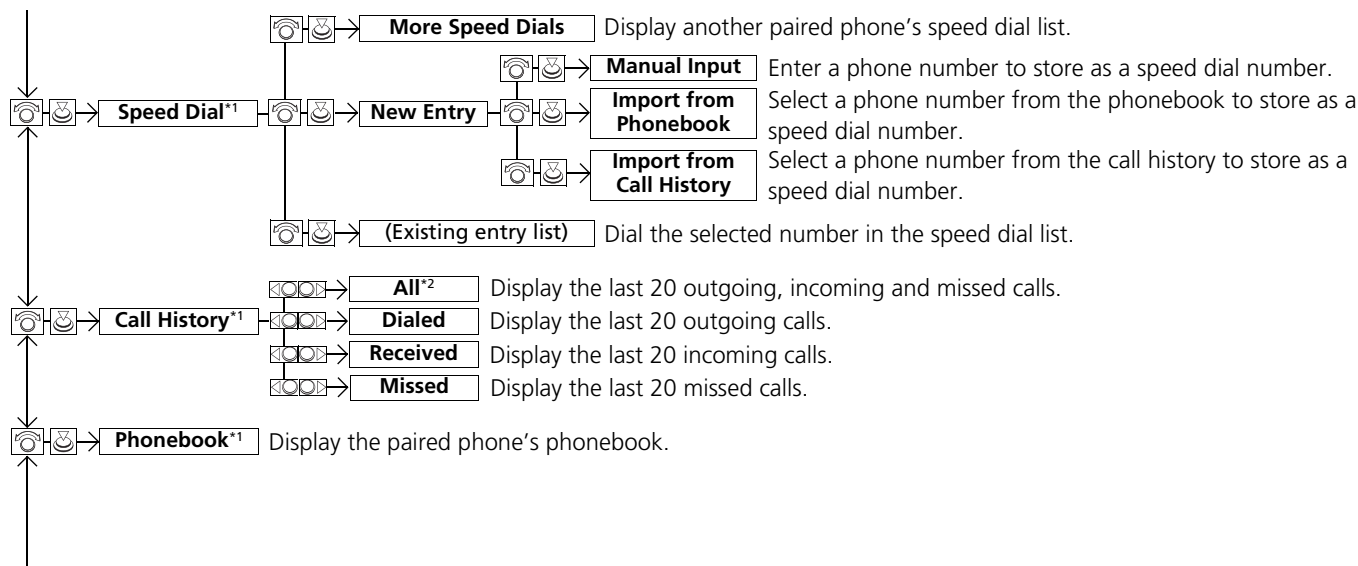 More Speed Dials Display another paired phone's speed dial list.
Manual Input Enter a phone number to store as a speed dial number.
Speed Dial*1 New Entry Import from Phonebook Select a phone number from the phonebook to store as a
speed dial number.
Import from Call History Select a phone number from the call history to store as a
speed dial number.
(Existing entry list) Dial the selected number in the speed dial list.
Call History*1 All*2 Display the last 20 outgoing, incoming and missed calls.
Dialed Display the last 20 outgoing calls.
Received Display the last 20 incoming calls.
Missed Display the last 20 missed calls.
Phonebook*1 Display the paired phone's phonebook.